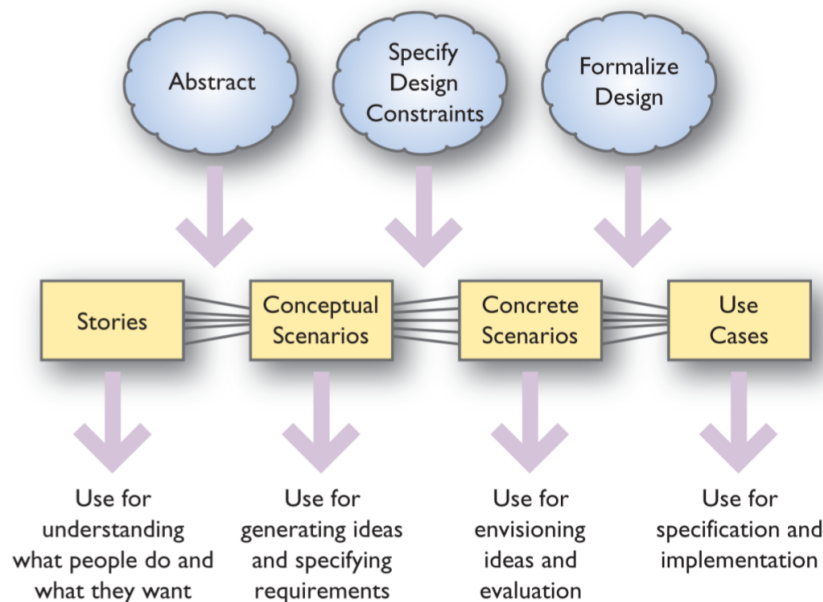 Abstract
Specify
Design
Constraints
Formalize
Design
Stories
Conceptual
Scenarios
Concrete
Scenarios
Use
Cases
Use for
understanding
what people do and
what they want
Use for
generating ideas
and specifying
requirements
Use for
envisioning
ideas and
evaluation
Use for
specification and
implementation